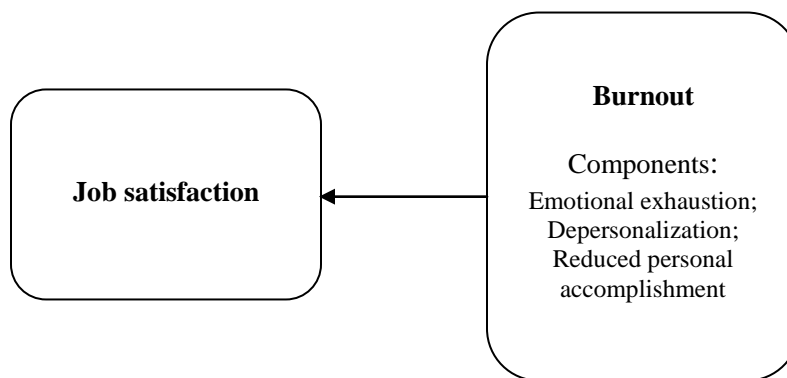 Job satisfaction
Burnout
Components:
Emotional exhaustion;
Depersonalization;
Reduced personal
accomplishment